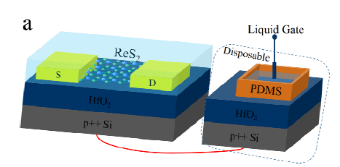 a
Liquid Gate
Disposable
ReS₂
S
D
PDMS
HfO₂
HfO₂
p++Si
p++Si